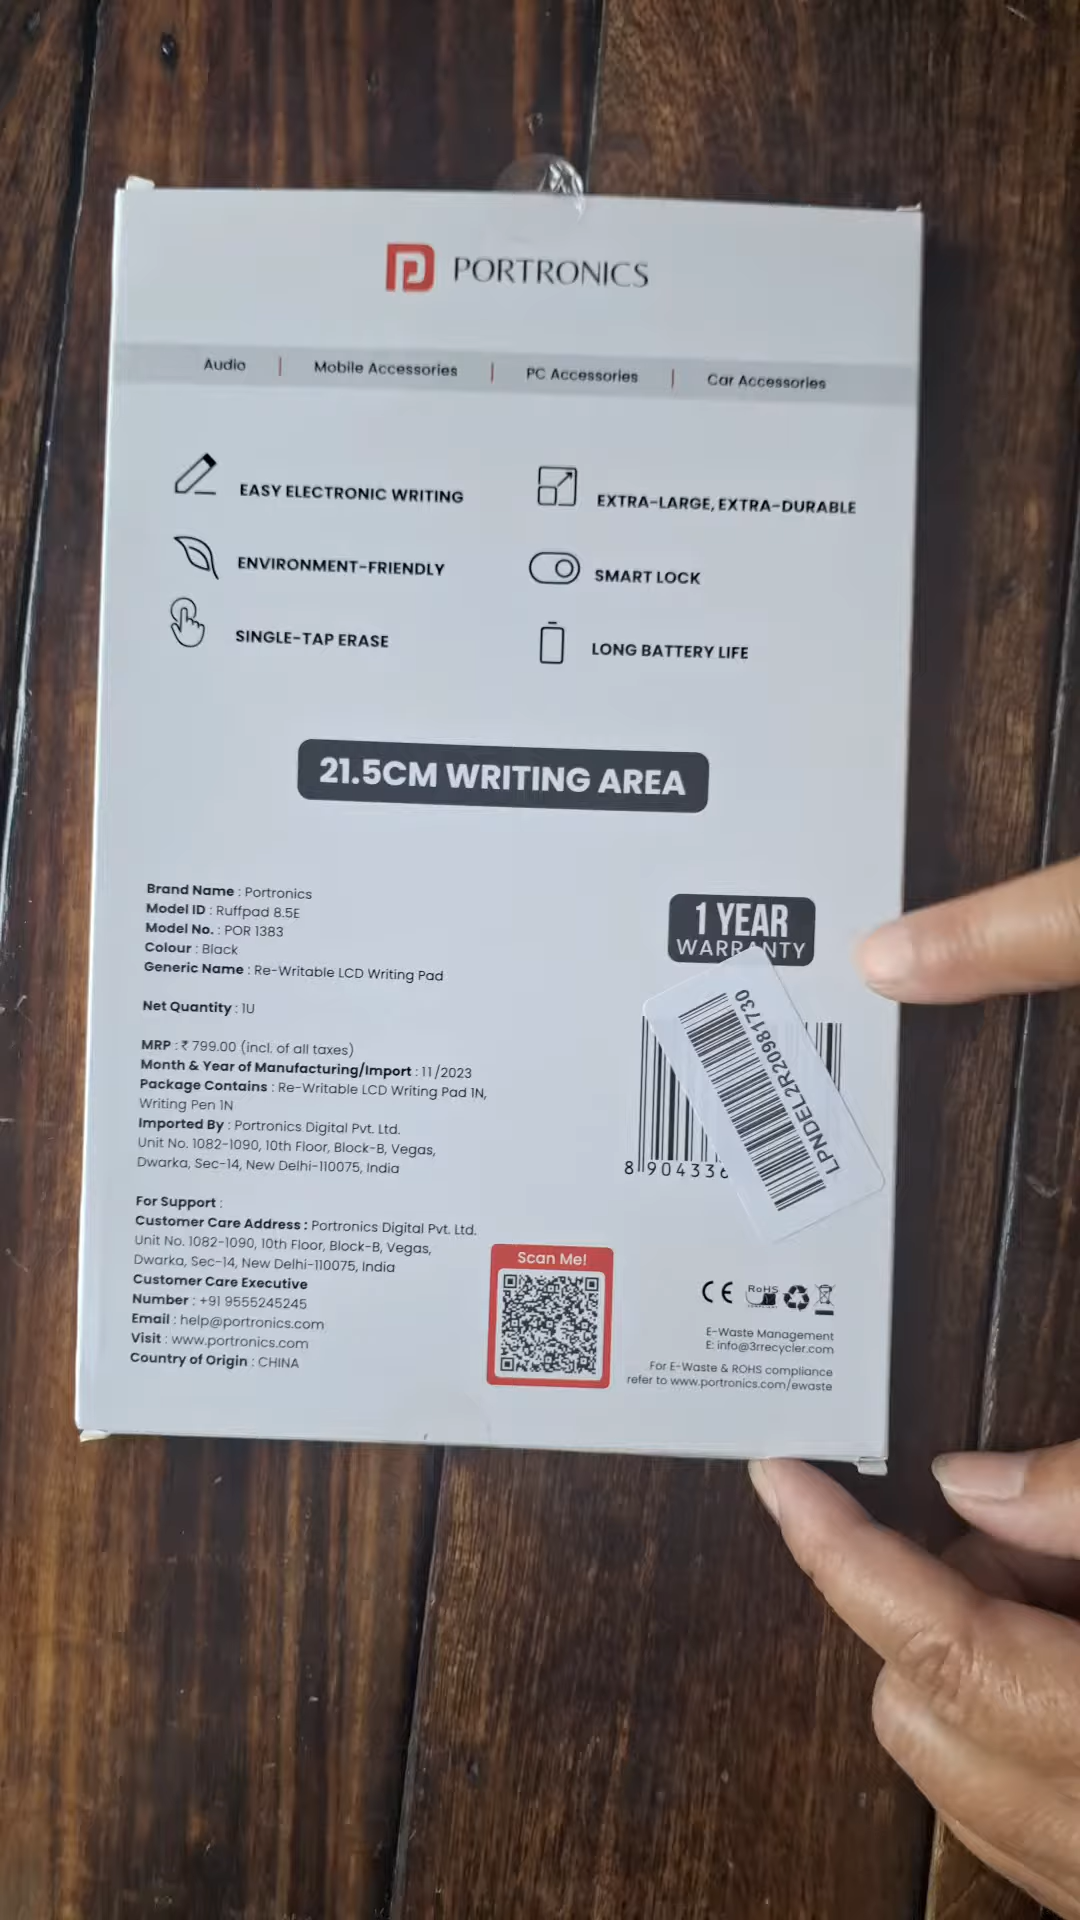 PORTRONICS
Audio | Mobile Accessories | PC Accessories | Car Accessories
EASY ELECTRONIC WRITING
EXTRA-LARGE, EXTRA-DURABLE
ENVIRONMENT-FRIENDLY
SMART LOCK
SINGLE-TAP ERASE
LONG BATTERY LIFE
21.5CM WRITING AREA
Brand Name : Portronics
Model ID : Ruffpad 8.5E
Model No. : POR 1383
Colour : Black
Generic Name : Re-Writable LCD Writing Pad
Net Quantity : 1U
MRP : ₹ 799.00 (incl. of all taxes)
Month & Year of Manufacturing/Import : 11/2023
Package Contains : Re-Writable LCD Writing Pad 1N,
Writing Pen 1N
Imported By : Portronics Digital Pvt. Ltd.
Unit No. 1082-1090, 10th Floor, Block-B, Vegas,
Dwarka, Sec-14, New Delhi-110075, India
For Support :
Customer Care Address : Portronics Digital Pvt. Ltd.
Unit No. 1082-1090, 10th Floor, Block-B, Vegas,
Dwarka, Sec-14, New Delhi-110075, India
Customer Care Executive
Number : +91 9555245245
Email : help@portronics.com
Visit : www.portronics.com
Country of Origin : CHINA
1 YEAR
WARRANTY
LPNDEL2R20981730
8 904336
Scan Me!
CE RoHS
E-Waste Management
E: info@3rrecycler.com
For E-Waste & ROHS compliance
refer to www.portronics.com/ewaste